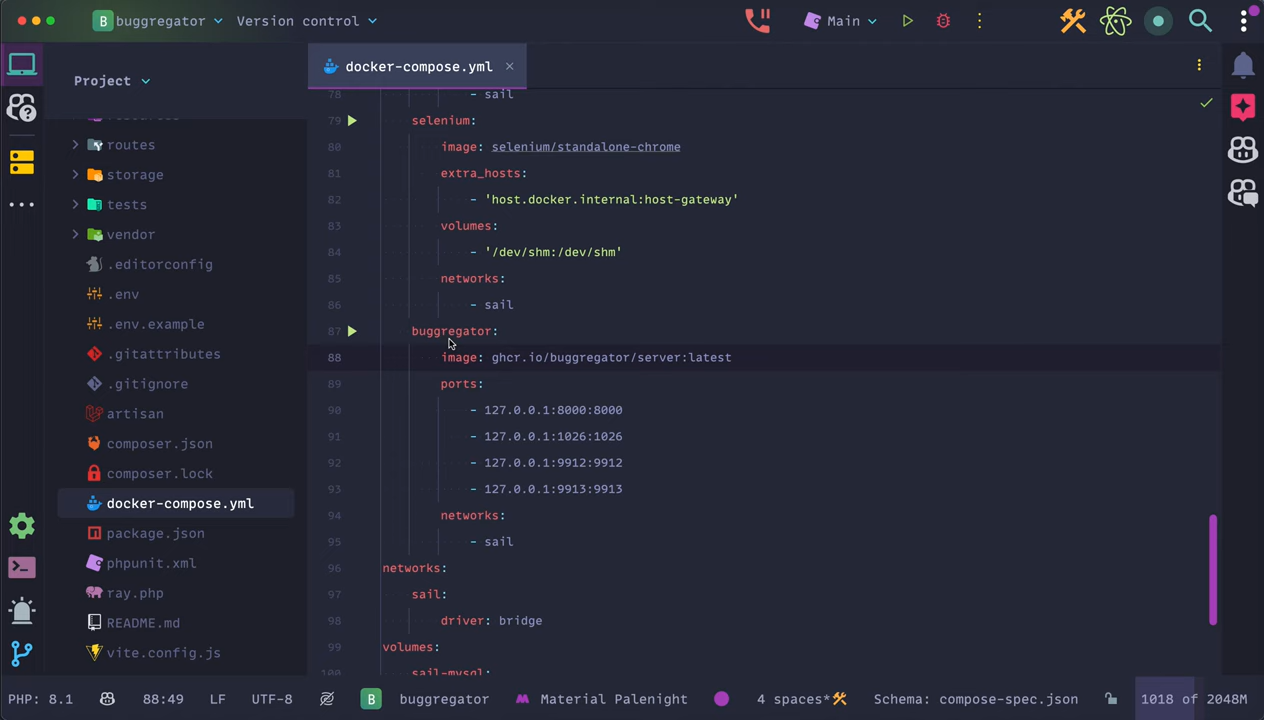 B buggregator Version control Main
Project
docker-compose.yml
routes
storage
tests
vendor
.editorconfig
.env
.env.example
.gitattributes
.gitignore
artisan
composer.json
composer.lock
docker-compose.yml
package.json
phpunit.xml
ray.php
README.md
vite.config.js
78 - sail
79 selenium:
80 image: selenium/standalone-chrome
81 extra_hosts:
82 - 'host.docker.internal:host-gateway'
83 volumes:
84 - '/dev/shm:/dev/shm'
85 networks:
86 - sail
87 buggregator:
88 image: ghcr.io/buggregator/server:latest
89 ports:
90 - 127.0.0.1:8000:8000
91 - 127.0.0.1:1026:1026
92 - 127.0.0.1:9912:9912
93 - 127.0.0.1:9913:9913
94 networks:
95 - sail
96 networks:
97 sail:
98 driver: bridge
99 volumes:
100 sail-mysql:
PHP: 8.1 88:49 LF UTF-8 B buggregator Material Palenight 4 spaces* Schema: compose-spec.json 1018 of 2048M